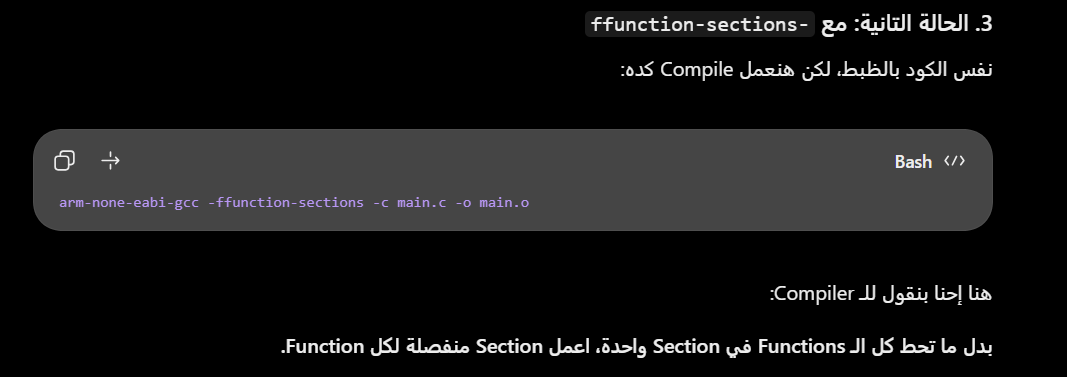 3. الحالة التانية: مع ffunction-sections-
نفس الكود بالظبط، لكن هنعمل Compile كده:
Bash
arm-none-eabi-gcc -ffunction-sections -c main.c -o main.o
هنا إحنا بنقول للـ Compiler:
بدل ما تحط كل الـ Functions في Section واحدة، اعمل Section منفصلة لكل Function.